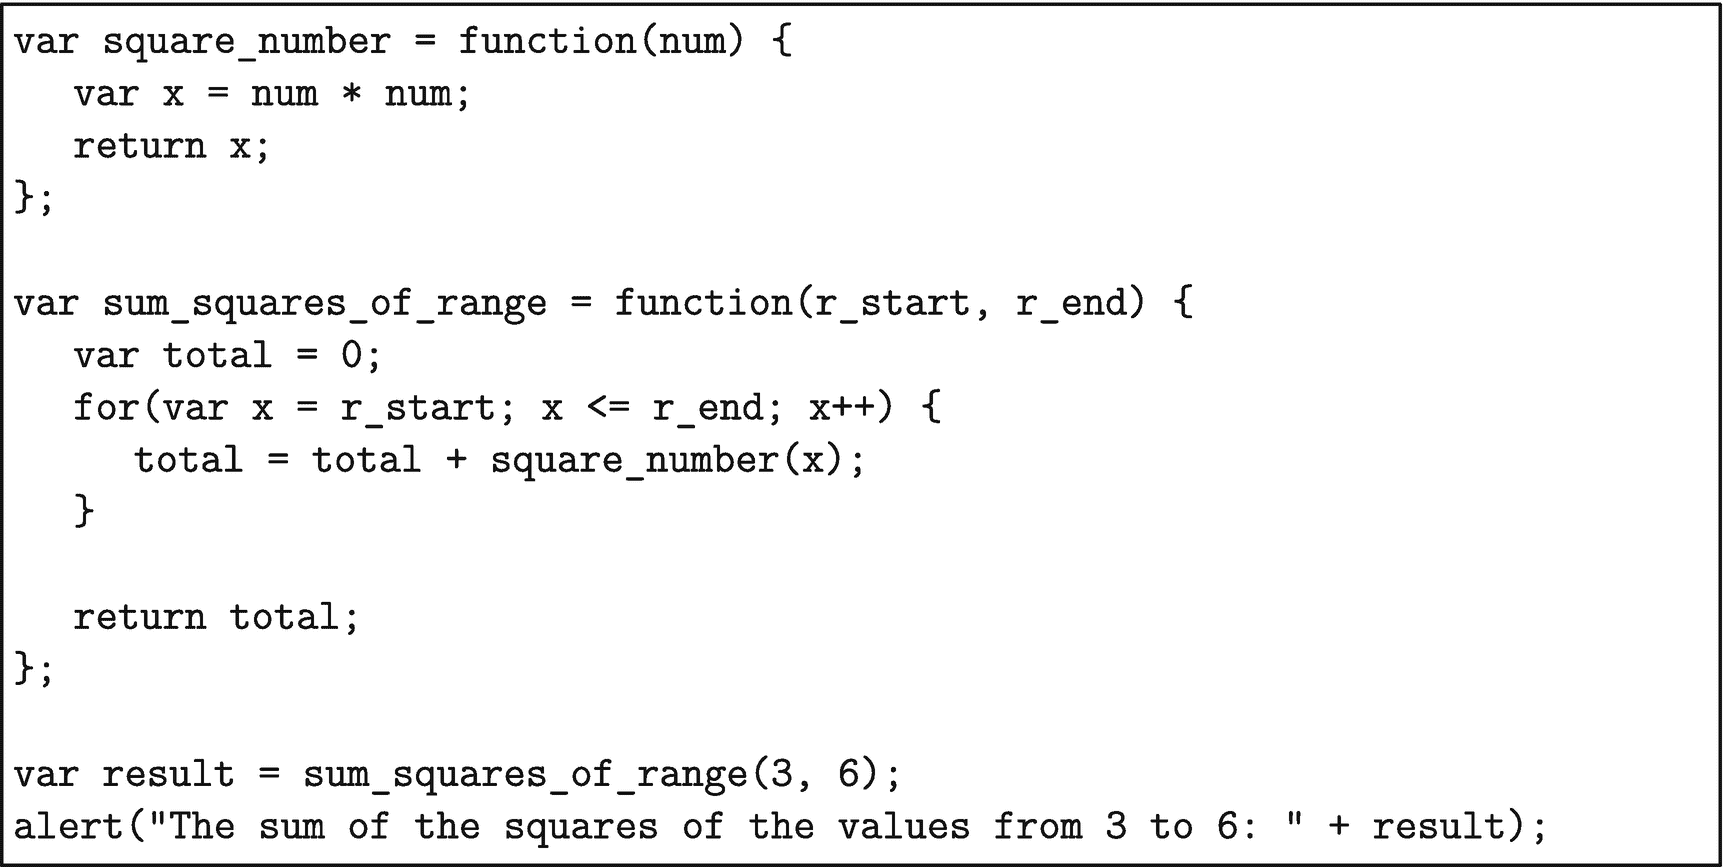 var square_number = function(num) {
   var x = num * num;
   return x;
};

var sum_squares_of_range = function(r_start, r_end) {
   var total = 0;
   for(var x = r_start; x <= r_end; x++) {
      total = total + square_number(x);
   }

   return total;
};

var result = sum_squares_of_range(3, 6);
alert("The sum of the squares of the values from 3 to 6: " + result);